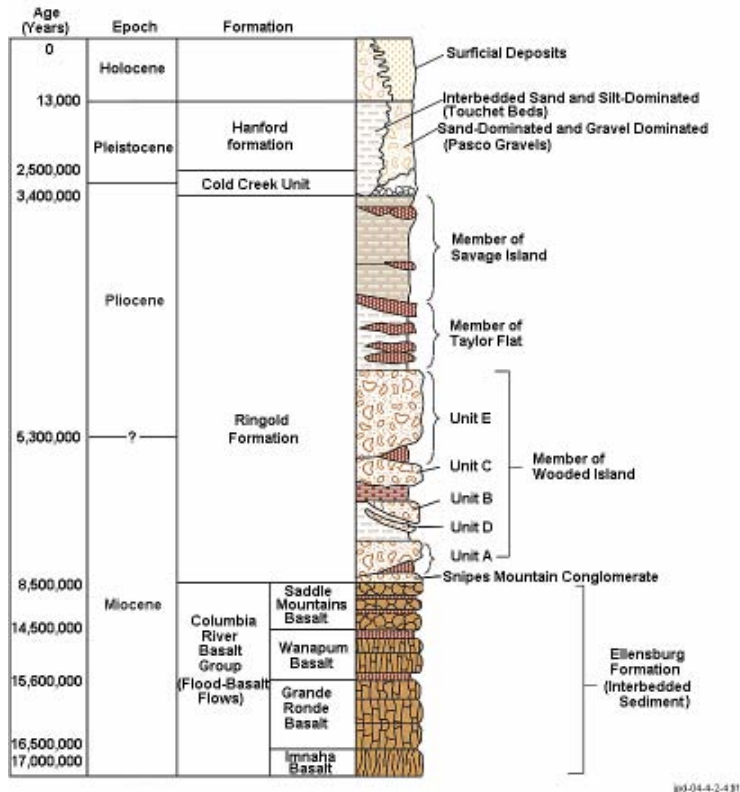 Age
(Years)
Epoch
Formation
0
Holocene
Surficial Deposits
13,000
Interbedded Sand and Silt-Dominated
(Touchet Beds)
Sand-Dominated and Gravel Dominated
(Pasco Gravels)
Hanford
formation
Pleistocene
2,500,000
Cold Creek Unit
3,400,000
Member of
Savage Island
Pliocene
Member of
Taylor Flat
Ringold
Formation
Unit E
5,300,000
?
Unit C
Member of
Wooded Island
Unit B
Unit D
Unit A
Snipes Mountain Conglomerate
8,500,000
Miocene
Saddle
Mountains
Basalt
Columbia
River
Basalt
Group
(Flood-Basalt
Flows)
14,500,000
Wanapum
Basalt
Ellensburg
Formation
(Interbedded
Sediment)
15,600,000
Grande
Ronde
Basalt
16,500,000
17,000,000
Imnaha
Basalt